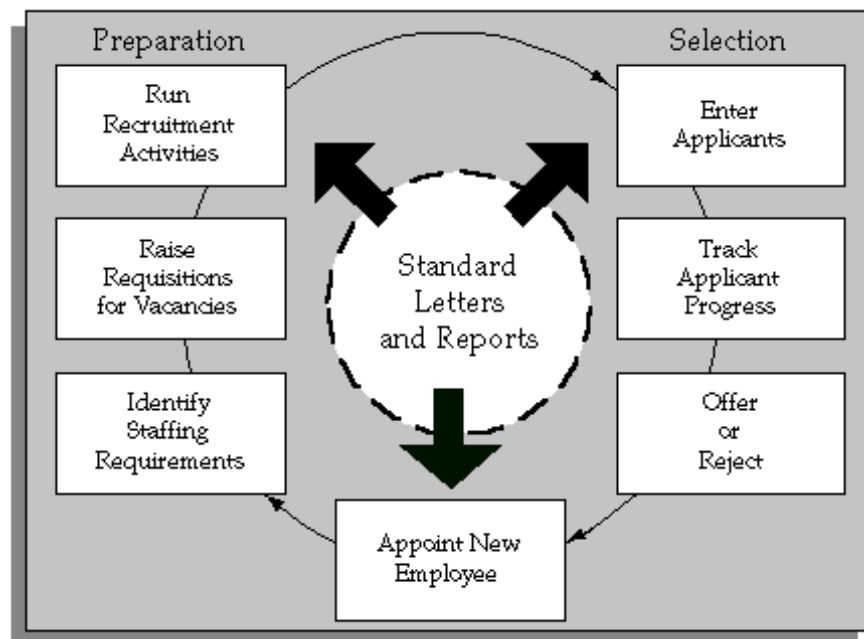 Preparation
Run
Recruitment
Activities
Raise
Requisitions
for Vacancies
Identify
Staffing
Requirements
Standard
Letters
and Reports
Selection
Enter
Applicants
Track
Applicant
Progress
Offer
or
Reject
Appoint New
Employee